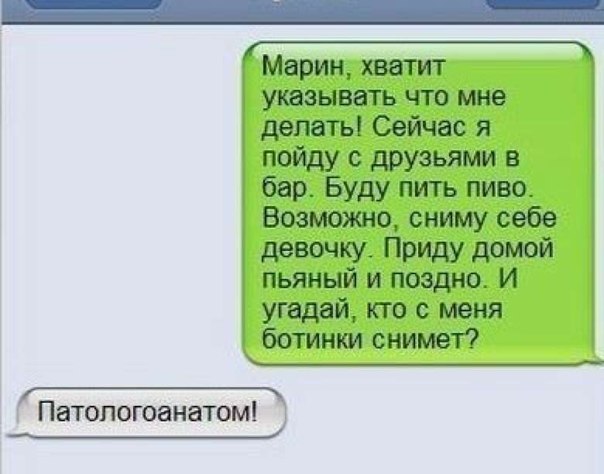 Марин, хватит
указывать что мне
делать! Сейчас я
пойду с друзьями в
бар. Буду пить пиво.
Возможно, сниму себе
девочку. Приду домой
пьяный и поздно. И
угадай, кто с меня
ботинки снимет?
Патологоанатом!